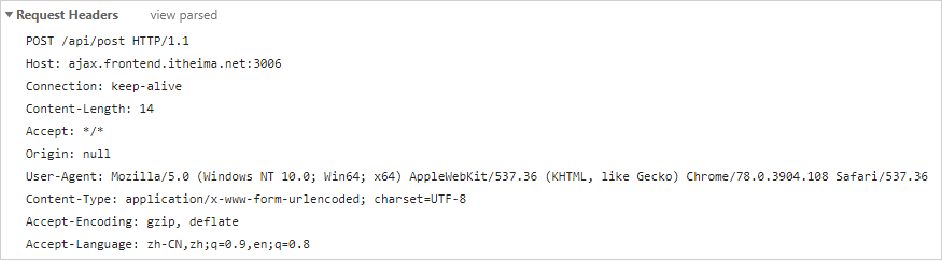 Request Headers view parsed
POST /api/post HTTP/1.1
Host: ajax.frontend.itheima.net:3006
Connection: keep-alive
Content-Length: 14
Accept: */*
Origin: null
User-Agent: Mozilla/5.0 (Windows NT 10.0; Win64; x64) AppleWebKit/537.36 (KHTML, like Gecko) Chrome/78.0.3904.108 Safari/537.36
Content-Type: application/x-www-form-urlencoded; charset=UTF-8
Accept-Encoding: gzip, deflate
Accept-Language: zh-CN,zh;q=0.9,en;q=0.8